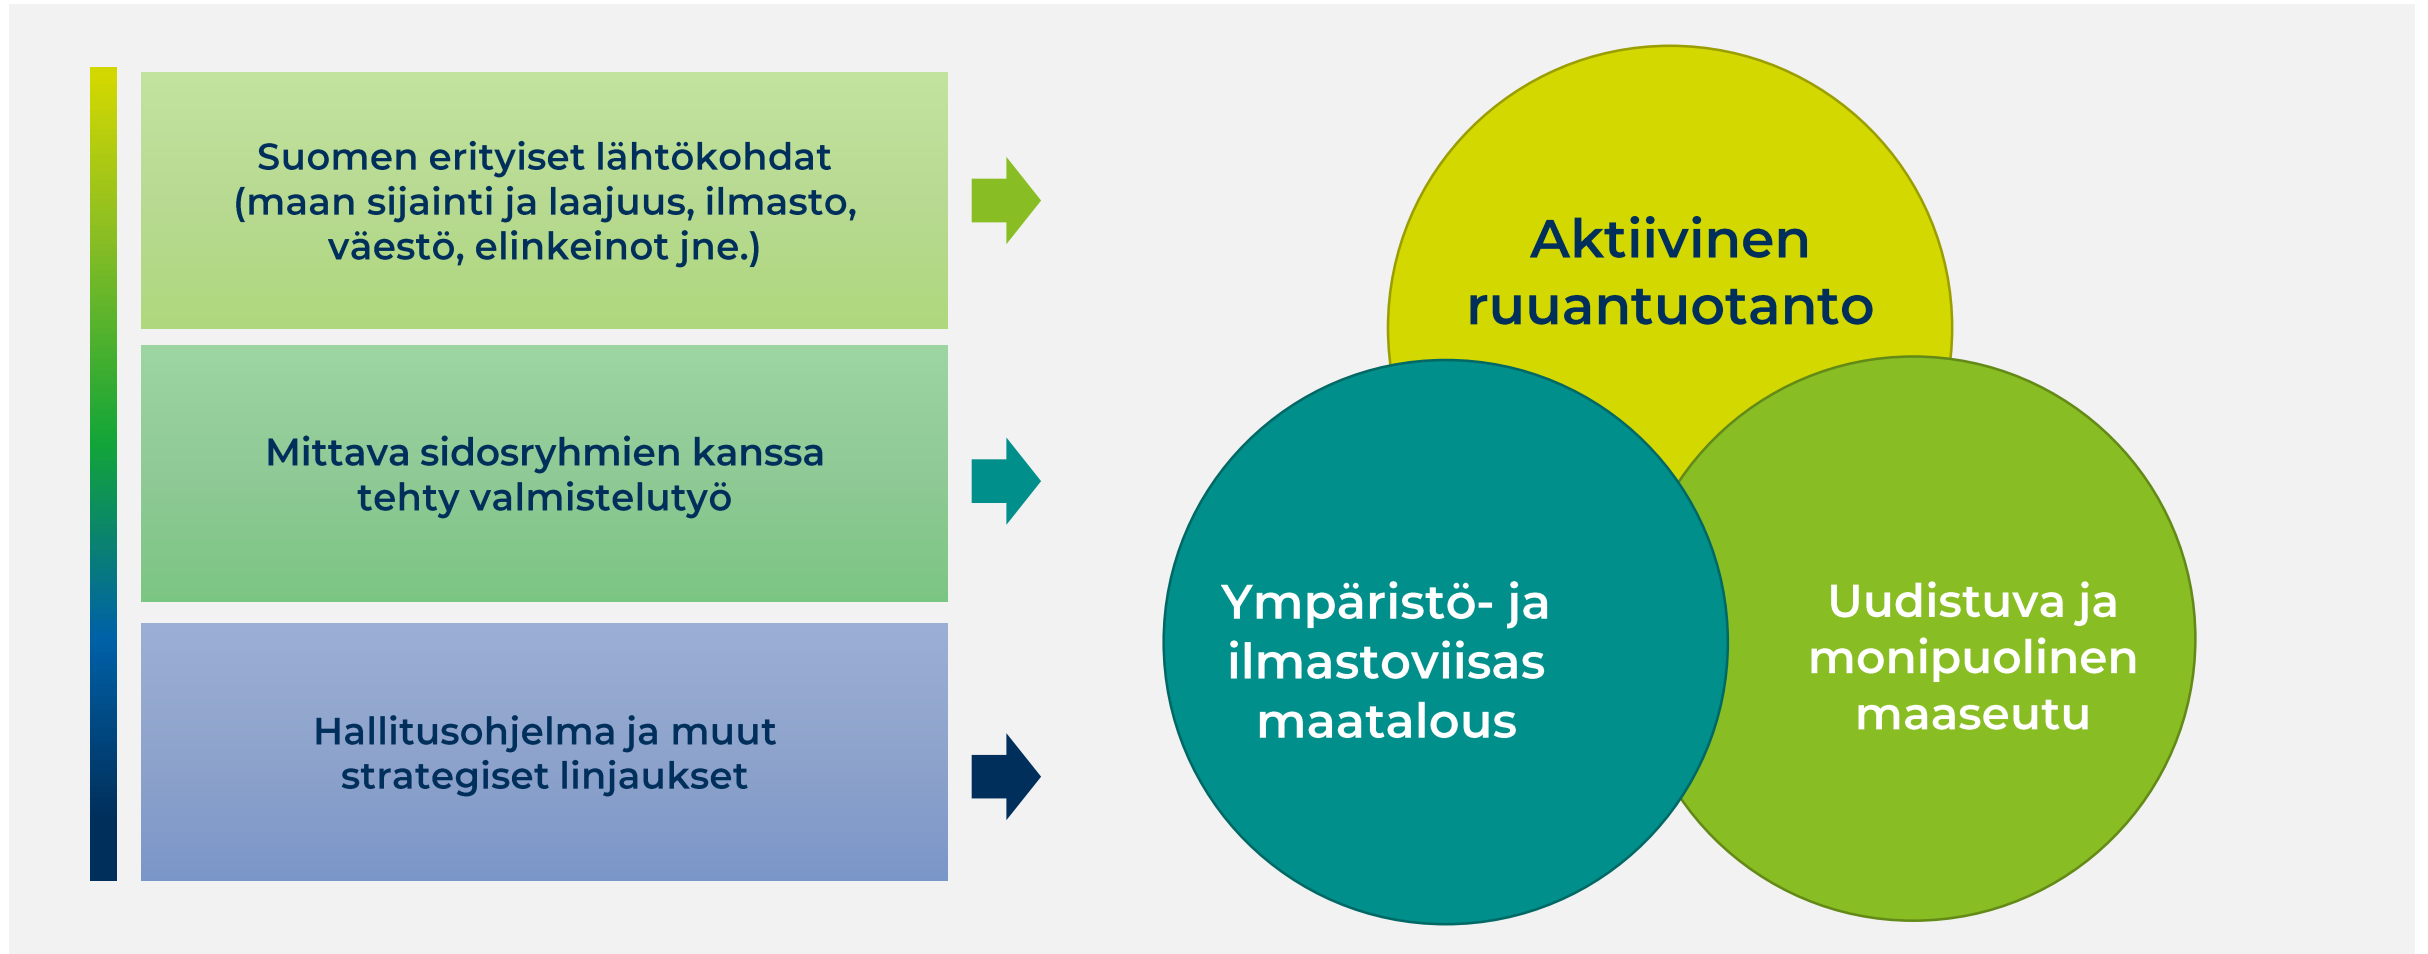 Suomen erityiset lähtökohdat
(maan sijainti ja laajuus, ilmasto,
väestö, elinkeinot jne.)
Mittava sidosryhmien kanssa
tehty valmistelutyö
Hallitusohjelma ja muut
strategiset linjaukset
Aktiivinen
ruuantuotanto
Ympäristö- ja
ilmastoviisas
maatalous
Uudistuva ja
monipuolinen
maaseutu